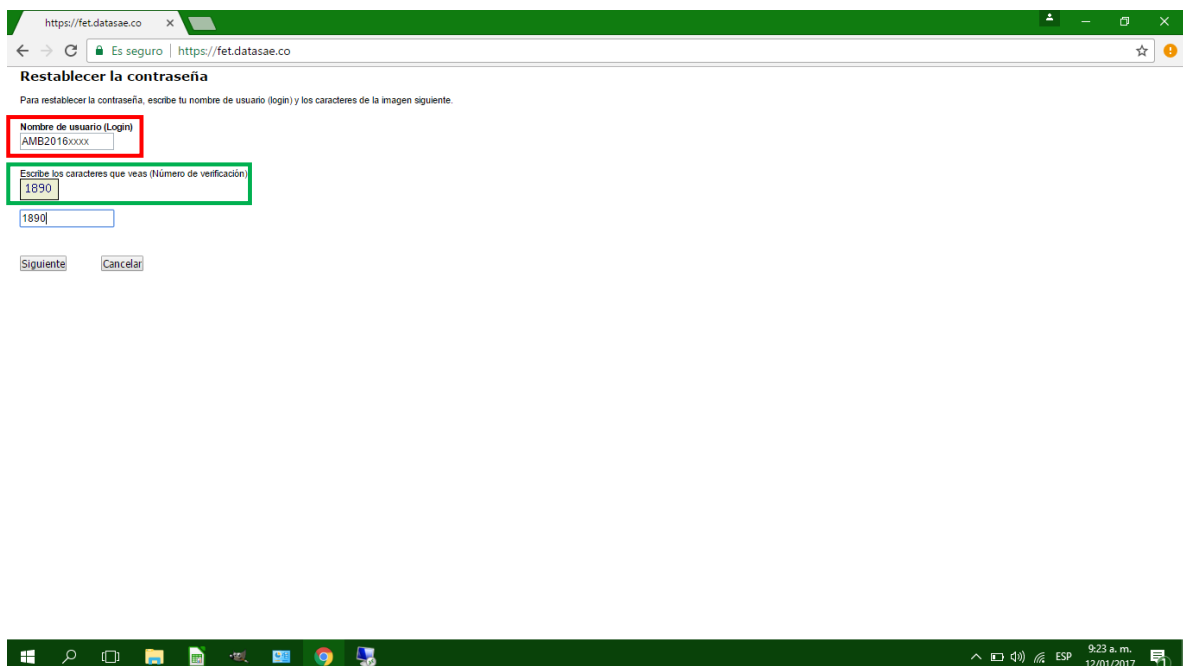 https://fet.datasae.co
Es seguro | https://fet.datasae.co
Restablecer la contraseña
Para restablecer la contraseña, escribe tu nombre de usuario (login) y los caracteres de la imagen siguiente.
Nombre de usuario (Login)
AMB2016xxxx
Escribe los caracteres que veas (Número de verificación)
1890
1890
Siguiente Cancelar
ESP 9:23 a. m.
12/01/2017